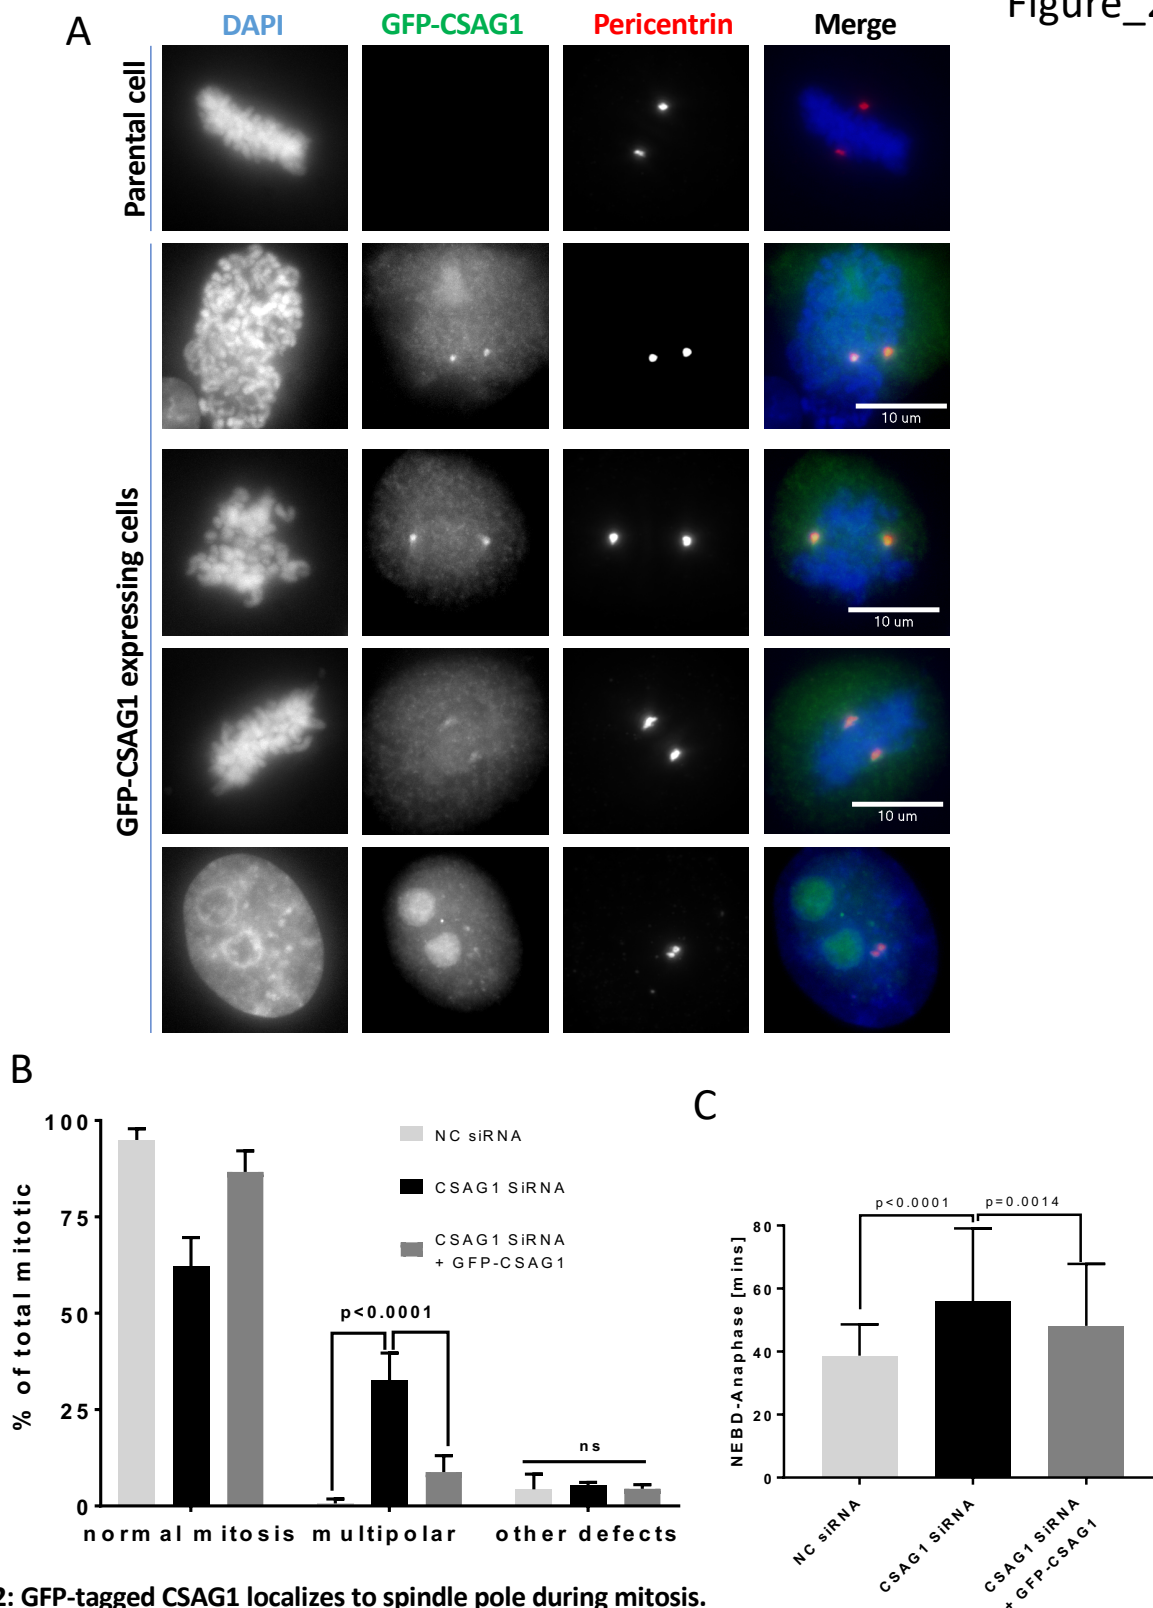 Figure_2
A
DAPI GFP-CSAG1 Pericentrin Merge
Parental cell
GFP-CSAG1 expressing cells
10 um
10 um
10 um
B
% of total mitotic
100
75
50
25
0
NC siRNA
CSAG1 SiRNA
CSAG1 SiRNA
+ GFP-CSAG1
p<0.0001
ns
normal mitosis multipolar other defects
C
NEBD-Anaphase [mins]
80
60
40
20
0
p<0.0001 p=0.0014
NC siRNA
CSAG1 SiRNA
CSAG1 SiRNA
+ GFP-CSAG1
2: GFP-tagged CSAG1 localizes to spindle pole during mitosis.